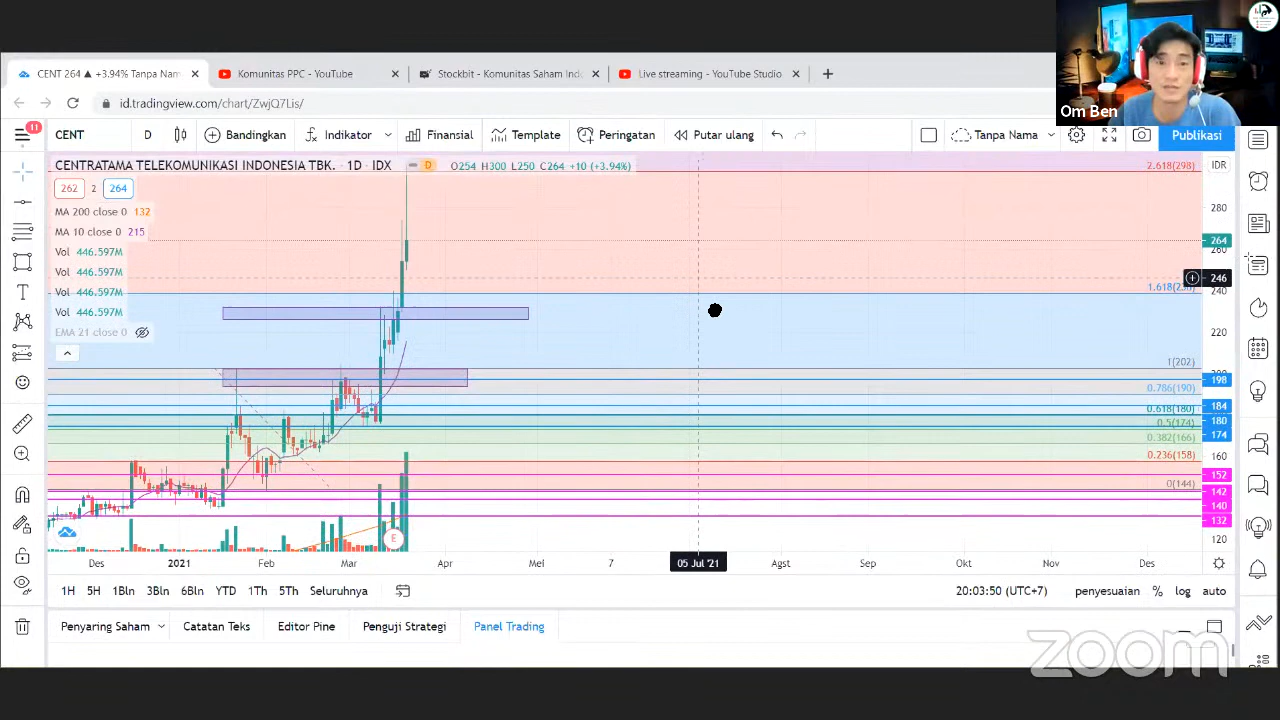 CENT 264 ▲ +3.94% Tanpa Nam
Komunitas PPC - YouTube
Stockbit - Komunitas Saham Ind
Live streaming - YouTube Studio
id.tradingview.com/chart/ZwjQ7Lis/
Om Ben
11
CENT
D
Bandingkan
Indikator
Finansial
Template
Peringatan
Putar ulang
Tanpa Nama
Publikasi
CENTRATAMA TELEKOMUNIKASI INDONESIA TBK. · 1D · IDX
D
O254 H300 L250 C264 +10 (+3.94%)
2.618(298)
IDR
262 2 264
MA 200 close 0 132
MA 10 close 0 215
Vol 446.597M
Vol 446.597M
Vol 446.597M
Vol 446.597M
EMA 21 close 0
280
264
260
246
240
220
1(202)
198
0.786(190)
184
0.618(180)
180
0.5(174)
174
0.382(166)
160
0.236(158)
152
0(144)
142
140
132
120
E
Des 2021 Feb Mar Apr Mei 7 05 Jul '21 Agst Sep Okt Nov Des
1H 5H 1Bln 3Bln 6Bln YTD 1Th 5Th Seluruhnya
20:03:50 (UTC+7)
penyesuaian % log auto
Penyaring Saham
Catatan Teks
Editor Pine
Penguji Strategi
Panel Trading
zoom